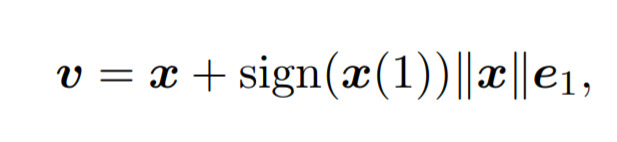 v = x + sign(x(1))‖x‖e₁,